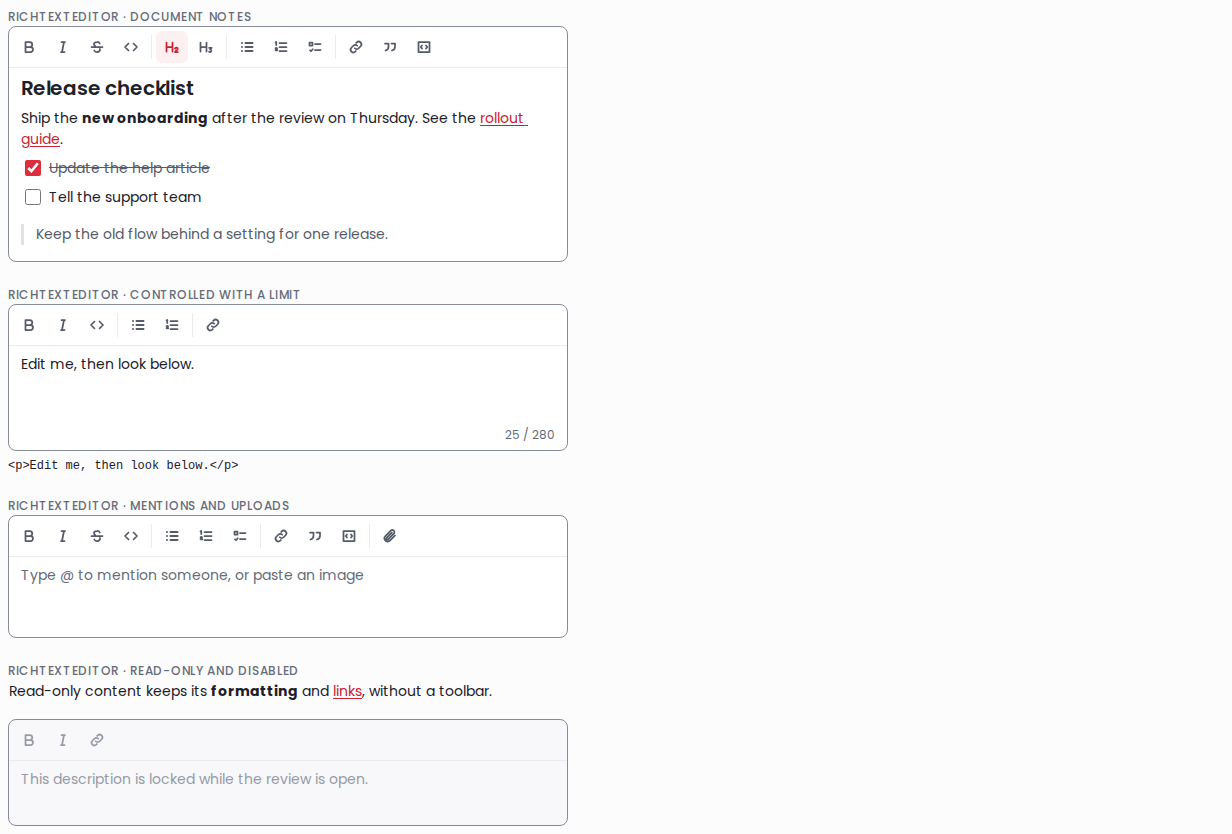 RICHTEXTEDITOR · DOCUMENT NOTES
B I S <> H2 H3
Release checklist
Ship the new onboarding after the review on Thursday. See the rollout
guide.
Update the help article
Tell the support team
Keep the old flow behind a setting for one release.
RICHTEXTEDITOR · CONTROLLED WITH A LIMIT
B I <>
Edit me, then look below.
25 / 280
<p>Edit me, then look below.</p>
RICHTEXTEDITOR · MENTIONS AND UPLOADS
B I S <>
Type @ to mention someone, or paste an image
RICHTEXTEDITOR · READ-ONLY AND DISABLED
Read-only content keeps its formatting and links, without a toolbar.
B I
This description is locked while the review is open.